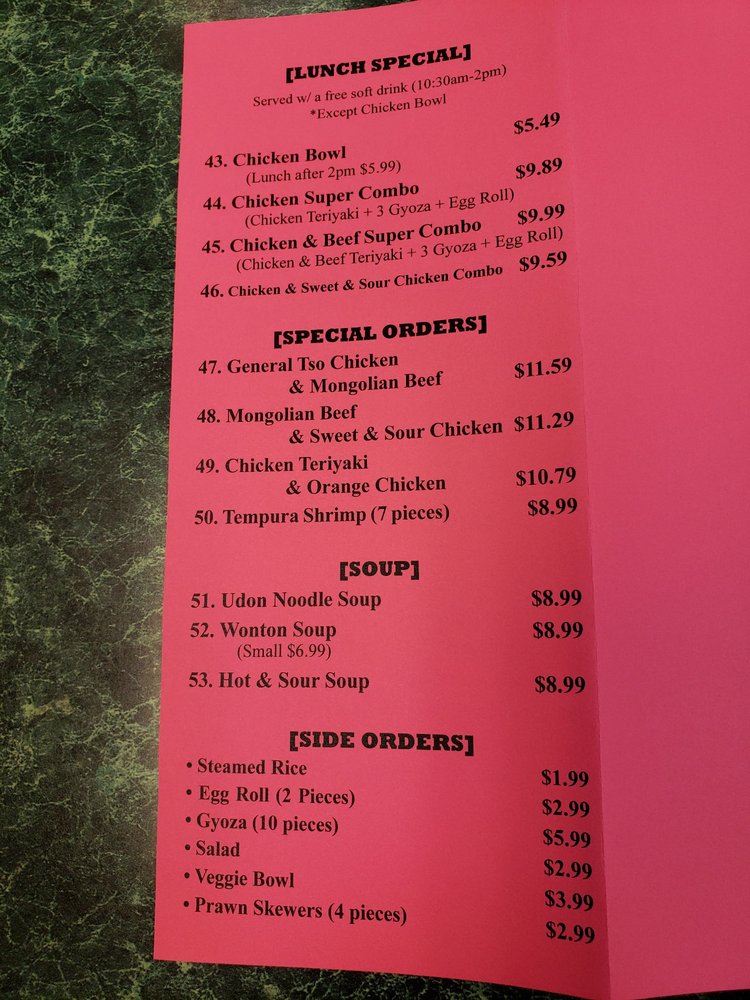 [LUNCH SPECIAL]
Served w/ a free soft drink (10:30am-2pm)
*Except Chicken Bowl
43. Chicken Bowl $5.49
(Lunch after 2pm $5.99)
44. Chicken Super Combo $9.89
(Chicken Teriyaki + 3 Gyoza + Egg Roll)
45. Chicken & Beef Super Combo $9.99
(Chicken & Beef Teriyaki + 3 Gyoza + Egg Roll)
46. Chicken & Sweet & Sour Chicken Combo $9.59
[SPECIAL ORDERS]
47. General Tso Chicken
& Mongolian Beef $11.59
48. Mongolian Beef
& Sweet & Sour Chicken $11.29
49. Chicken Teriyaki
& Orange Chicken $10.79
50. Tempura Shrimp (7 pieces) $8.99
[SOUP]
51. Udon Noodle Soup $8.99
52. Wonton Soup $8.99
(Small $6.99)
53. Hot & Sour Soup $8.99
[SIDE ORDERS]
• Steamed Rice $1.99
• Egg Roll (2 Pieces) $2.99
• Gyoza (10 pieces) $5.99
• Salad $2.99
• Veggie Bowl $3.99
• Prawn Skewers (4 pieces) $2.99